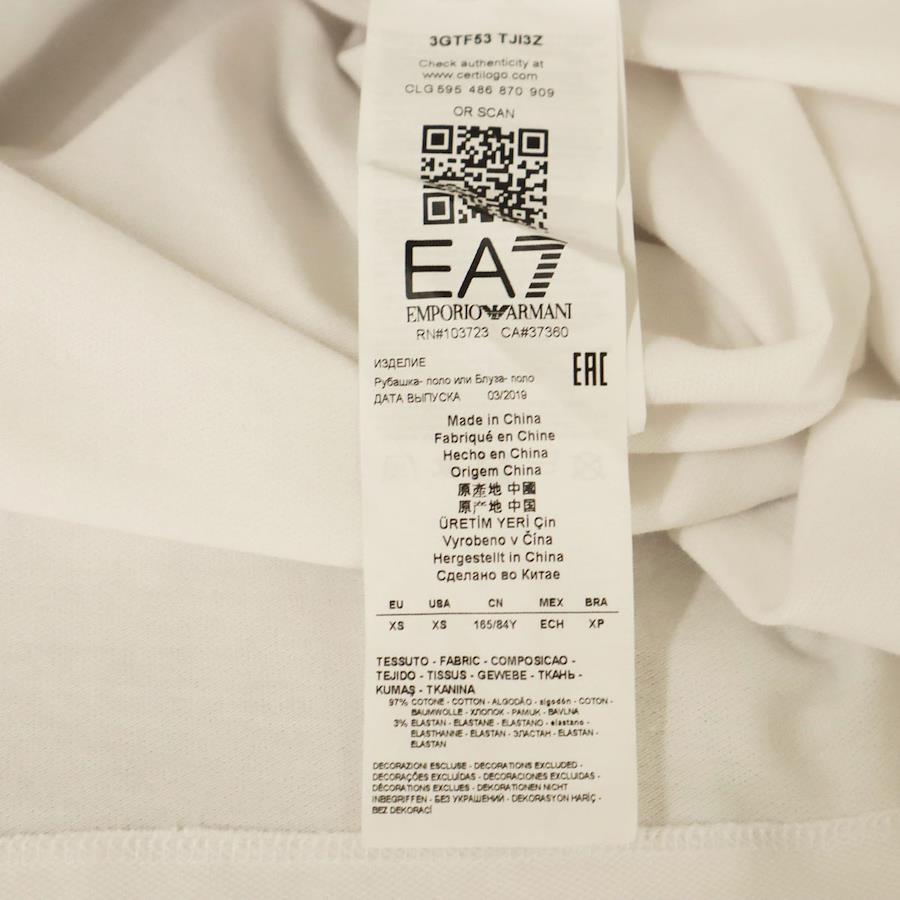 3GTF53 TJI3Z
Check authenticity at
www.certilogo.com
CLG 595 486 870 909
OR SCAN
EA7
EMPORIO ARMANI
RN#103723 CA#37360
ИЗДЕЛИЕ
Рубашка- поло или Блуза- поло
ДАТА ВЫПУСКА 03/2019
EAC
Made in China
Fabriqué en Chine
Hecho en China
Origem China
原產地 中國
原产地 中国
ÜRETİM YERİ Çin
Vyrobeno v Čína
Hergestellt in China
Сделано во Китае
EU USA CN MEX BRA
XS XS 165/84Y ECH XP
TESSUTO - FABRIC - COMPOSICAO -
TEJIDO - TISSUS - GEWEBE - ТКАНЬ -
KUMAŞ - TKANINA
97% COTONE - COTTON - ALGODÃO - algodón - COTON -
BAUMWOLLE - ХЛОПОК - PAMUK - BAVLNA
3% ELASTAN - ELASTANE - ELASTANO - elastano -
ELASTHANNE - ELASTAN - ЭЛАСТАН - ELASTAN -
ELASTAN
DECORAZIONI ESCLUSE - DECORATIONS EXCLUDED -
DECORAÇÕES EXCLUÍDAS - DECORACIONES EXCLUIDAS -
DÉCORATIONS EXCLUES - DEKORATIONEN NICHT
INBEGRIFFEN - БЕЗ УКРАШЕНИЙ - DEKORASYON HARİÇ -
BEZ DEKORACÍ